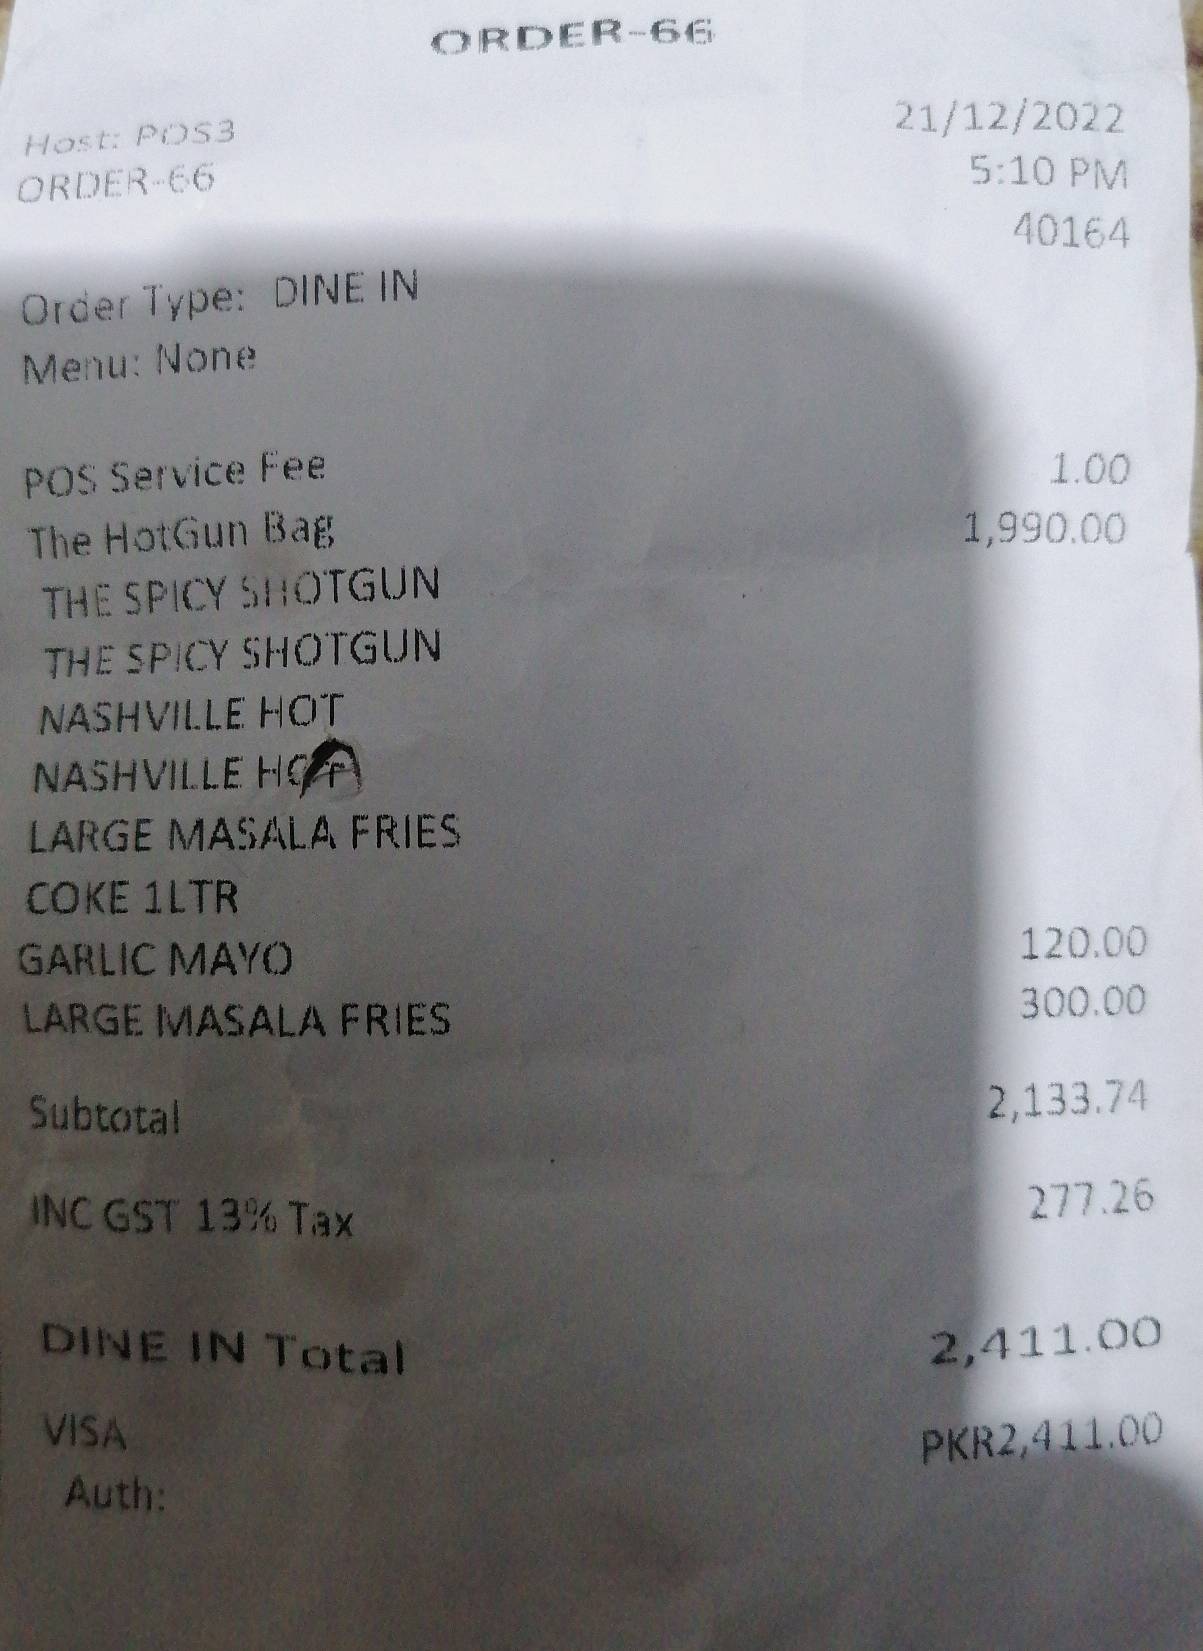 ORDER-66
Host: POS3 21/12/2022
ORDER-66 5:10 PM
40164
Order Type: DINE IN
Menu: None
POS Service Fee 1.00
The HotGun Bag 1,990.00
THE SPICY SHOTGUN
THE SPICY SHOTGUN
NASHVILLE HOT
NASHVILLE HOT
LARGE MASALA FRIES
COKE 1LTR
GARLIC MAYO 120.00
LARGE MASALA FRIES 300.00
Subtotal 2,133.74
INC GST 13% Tax 277.26
DINE IN Total 2,411.00
VISA PKR2,411.00
Auth: